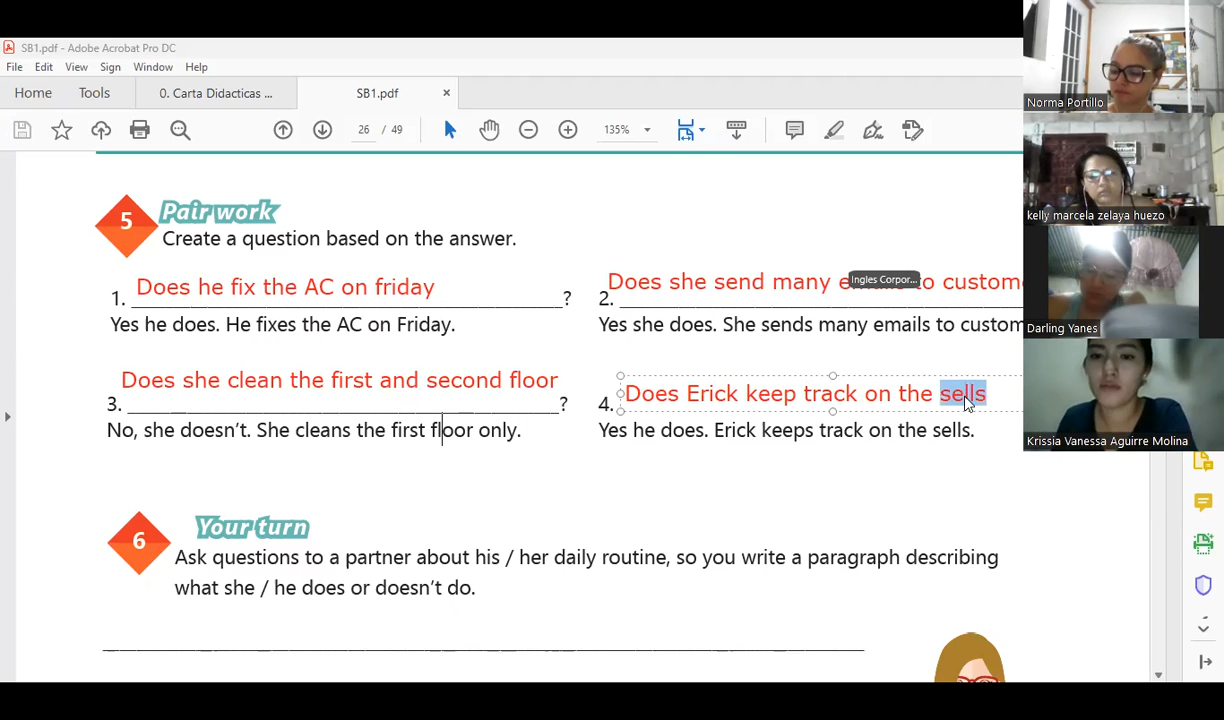 SB1.pdf - Adobe Acrobat Pro DC
File Edit View Sign Window Help
Home Tools 0. Carta Didacticas ... SB1.pdf ×
26 / 49 135%
5 Pair work
Create a question based on the answer.
Does he fix the AC on friday
1. ?
Yes he does. He fixes the AC on Friday.
Does she send many emails to custome
2.
Yes she does. She sends many emails to custom
Ingles Corpor...
Does she clean the first and second floor
3. ?
No, she doesn't. She cleans the first floor only.
Does Erick keep track on the sells
4.
Yes he does. Erick keeps track on the sells.
6 Your turn
Ask questions to a partner about his / her daily routine, so you write a paragraph describing
what she / he does or doesn't do.
Norma Portillo
kelly marcela zelaya huezo
Darling Yanes
Krissia Vanessa Aguirre Molina